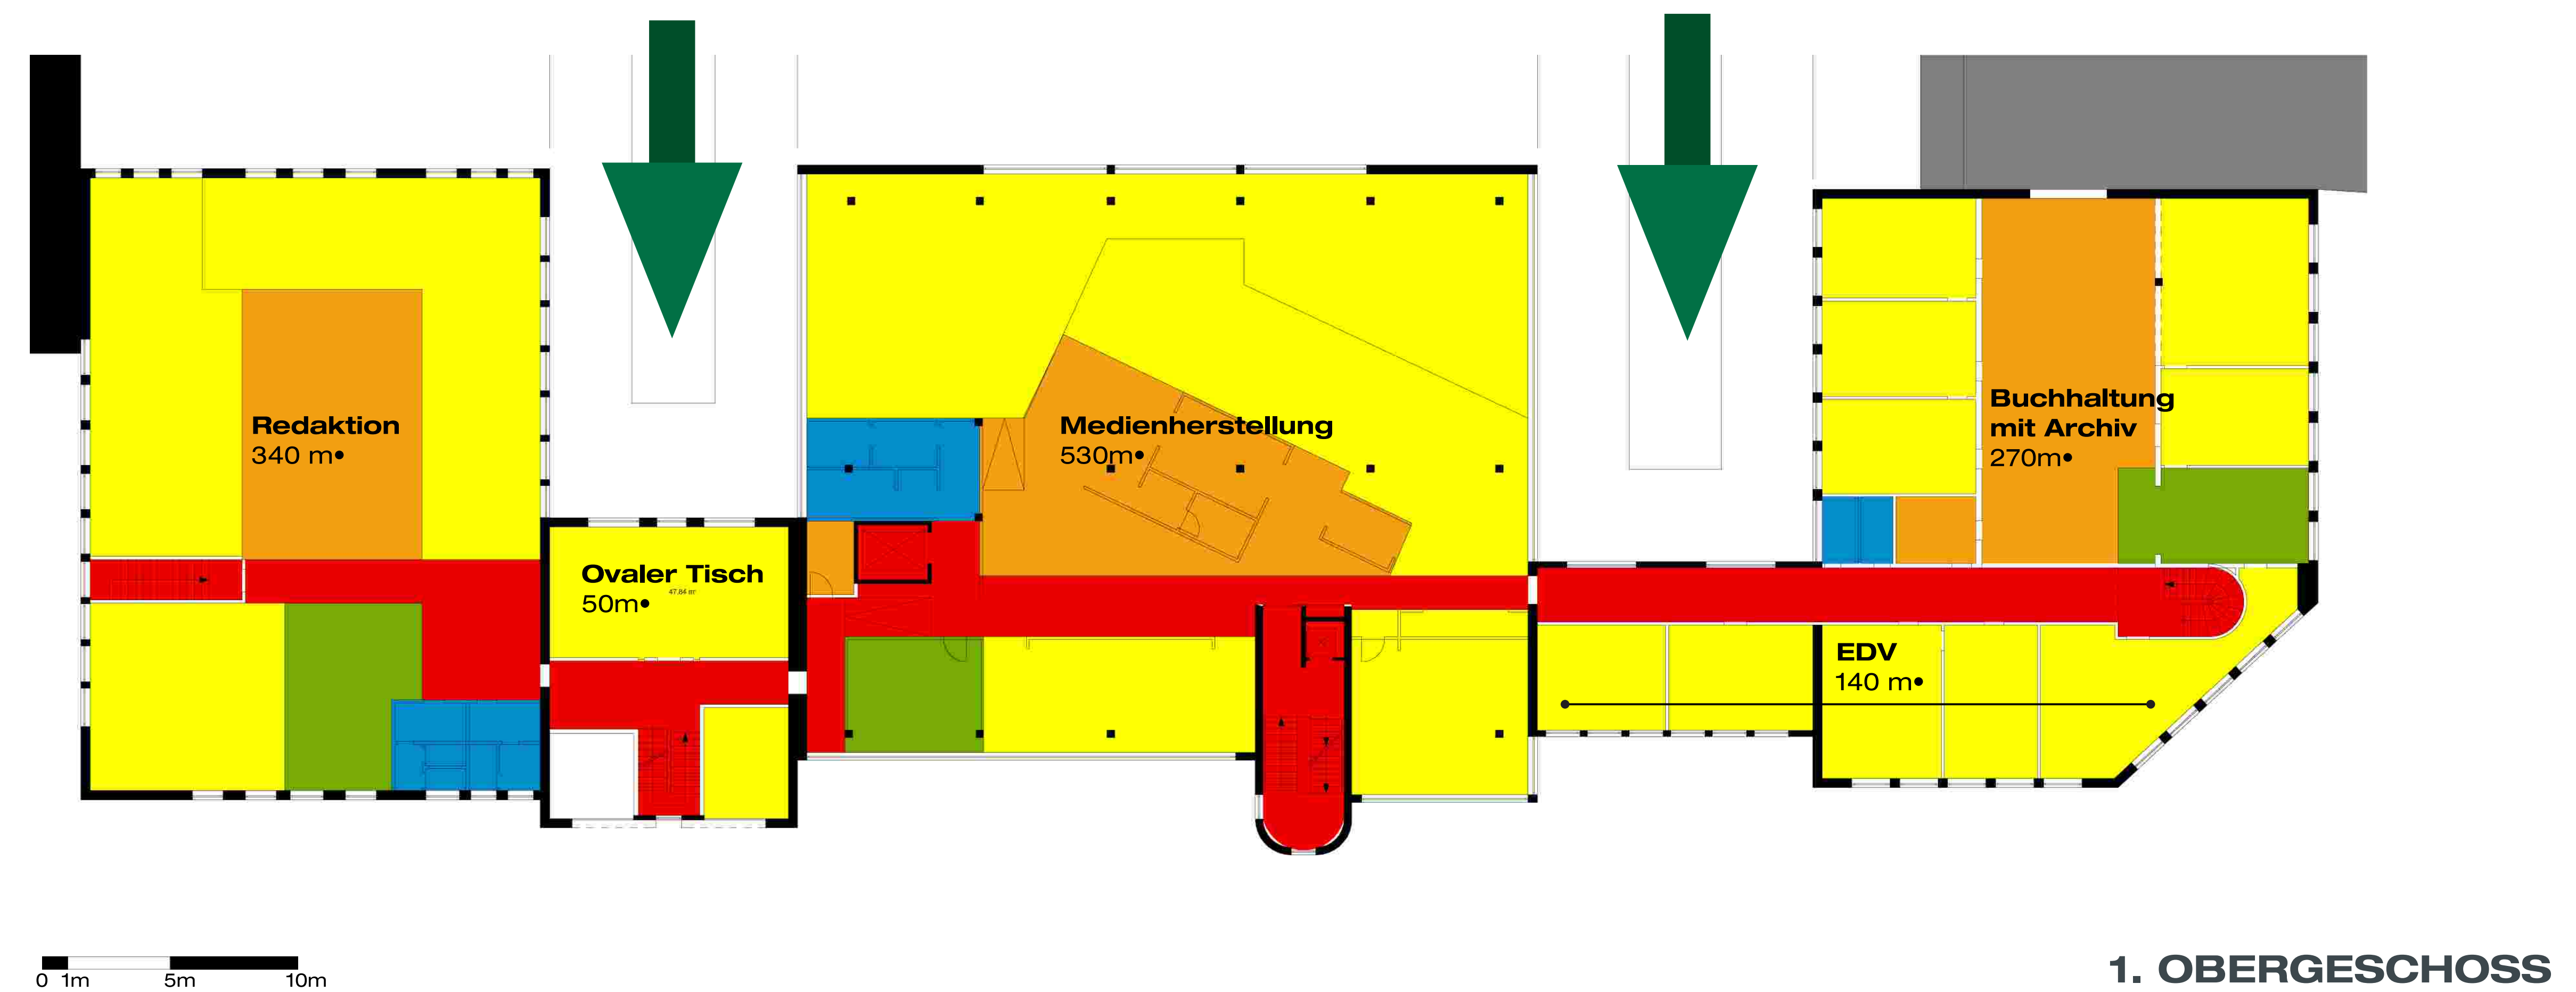 Redaktion
340 m•
Ovaler Tisch
50m•
Medienherstellung
530m•
Buchhaltung
mit Archiv
270m•
EDV
140 m•
0 1m 5m 10m
1. OBERGESCHOSS